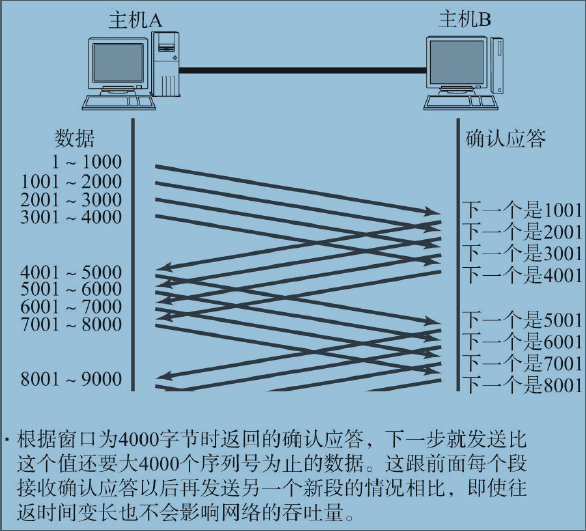 主机A
主机B
数据
确认应答
1～1000
1001～2000
2001～3000
3001～4000
下一个是1001
下一个是2001
下一个是3001
下一个是4001
4001～5000
5001～6000
6001～7000
7001～8000
下一个是5001
下一个是6001
下一个是7001
下一个是8001
8001～9000
·根据窗口为4000字节时返回的确认应答，下一步就发送比
这个值还要大4000个序列号为止的数据。这跟前面每个段
接收确认应答以后再发送另一个新段的情况相比，即使往
返时间变长也不会影响网络的吞吐量。